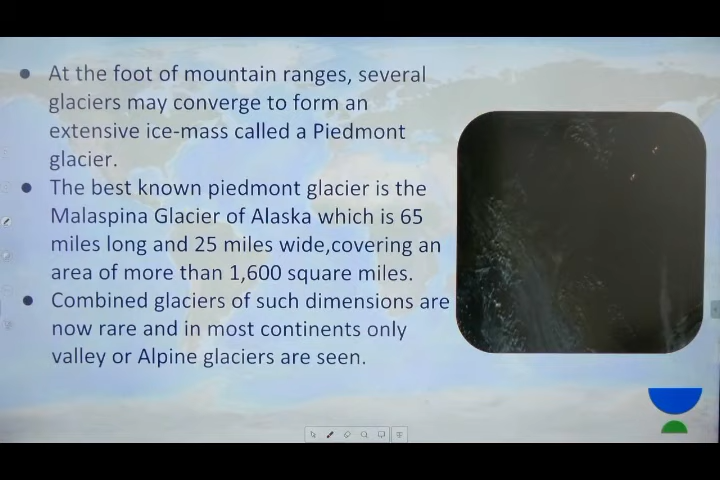 ● At the foot of mountain ranges, several
glaciers may converge to form an
extensive ice-mass called a Piedmont
glacier.
● The best known piedmont glacier is the
Malaspina Glacier of Alaska which is 65
miles long and 25 miles wide,covering an
area of more than 1,600 square miles.
● Combined glaciers of such dimensions are
now rare and in most continents only
valley or Alpine glaciers are seen.